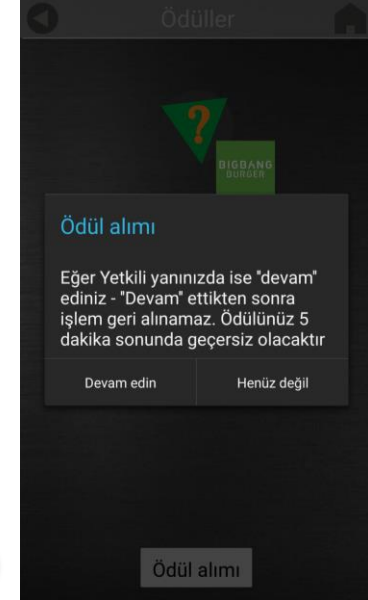 Ödüller
?
BIGBANG
BURGER
Ödül alımı
Eğer Yetkili yanınızda ise "devam"
ediniz - "Devam" ettikten sonra
işlem geri alınamaz. Ödülünüz 5
dakika sonunda geçersiz olacaktır
Devam edin
Henüz değil
Ödül alımı